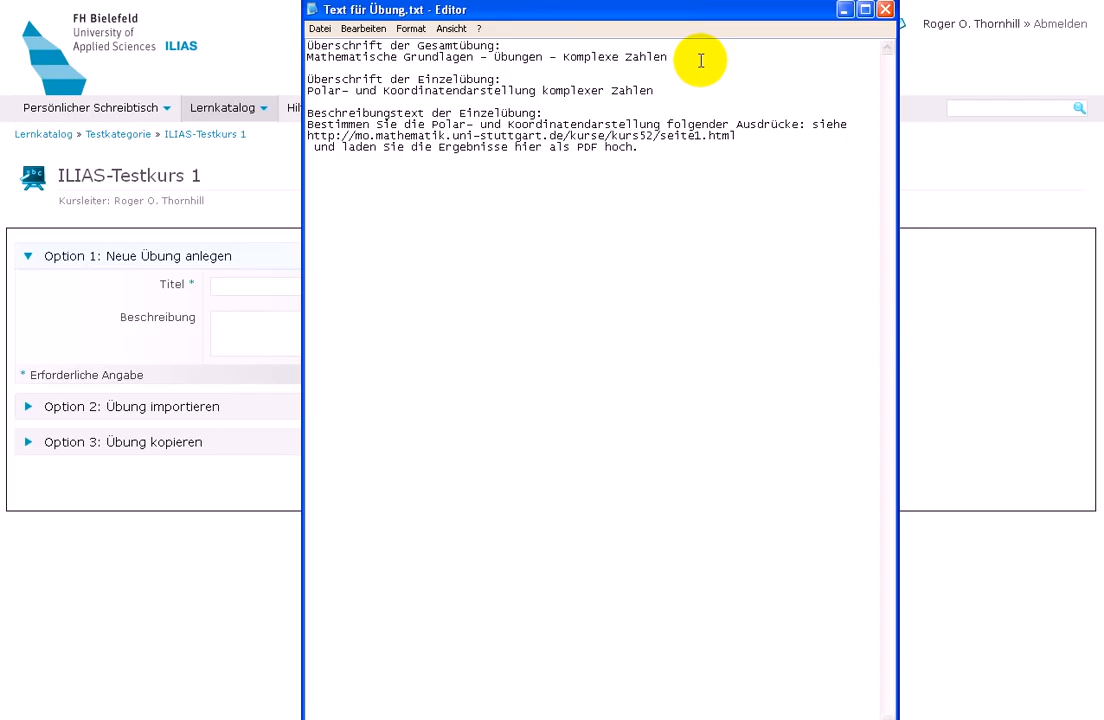 FH Bielefeld
University of
Applied Sciences ILIAS
Roger O. Thornhill » Abmelden
Persönlicher Schreibtisch Lernkatalog Hil
Lernkatalog » Testkategorie » ILIAS-Testkurs 1
ILIAS-Testkurs 1
Kursleiter: Roger O. Thornhill
Option 1: Neue Übung anlegen
Titel *
Beschreibung
* Erforderliche Angabe
Option 2: Übung importieren
Option 3: Übung kopieren
Text für Übung.txt - Editor
Datei Bearbeiten Format Ansicht ?
Überschrift der Gesamtübung:
Mathematische Grundlagen - Übungen - Komplexe Zahlen
Überschrift der Einzelübung:
Polar- und Koordinatendarstellung komplexer Zahlen
Beschreibungstext der Einzelübung:
Bestimmen Sie die Polar- und Koordinatendarstellung folgender Ausdrücke: siehe
http://mo.mathematik.uni-stuttgart.de/kurse/kurs52/seite1.html
und laden Sie die Ergebnisse hier als PDF hoch.